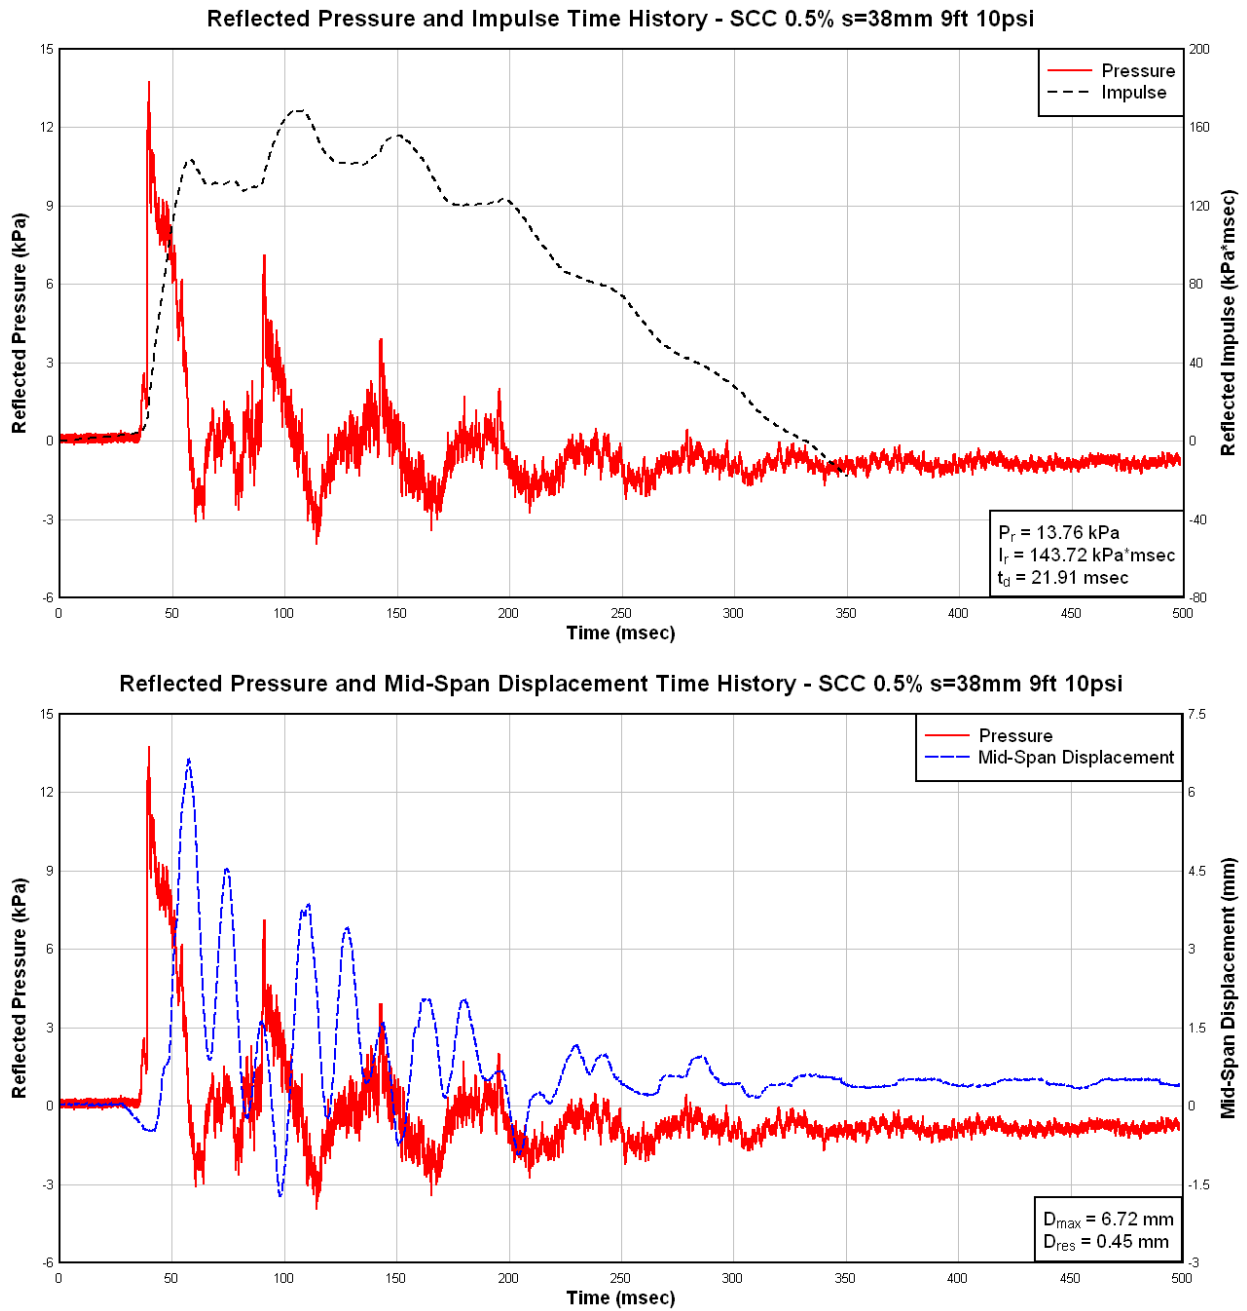 Reflected Pressure and Impulse Time History - SCC 0.5% s=38mm 9ft 10psi
15
12
9
6
3
0
-3
-6
Reflected Pressure (kPa)
200
160
120
80
40
0
-40
-80
Reflected Impulse (kPa*msec)
Pressure
Impulse
Pr = 13.76 kPa
Ir = 143.72 kPa*msec
td = 21.91 msec
0 50 100 150 200 250 300 350 400 450 500
Time (msec)
Reflected Pressure and Mid-Span Displacement Time History - SCC 0.5% s=38mm 9ft 10psi
15
12
9
6
3
0
-3
-6
Reflected Pressure (kPa)
7.5
6
4.5
3
1.5
0
-1.5
-3
Mid-Span Displacement (mm)
Pressure
Mid-Span Displacement
Dmax = 6.72 mm
Dres = 0.45 mm
0 50 100 150 200 250 300 350 400 450 500
Time (msec)